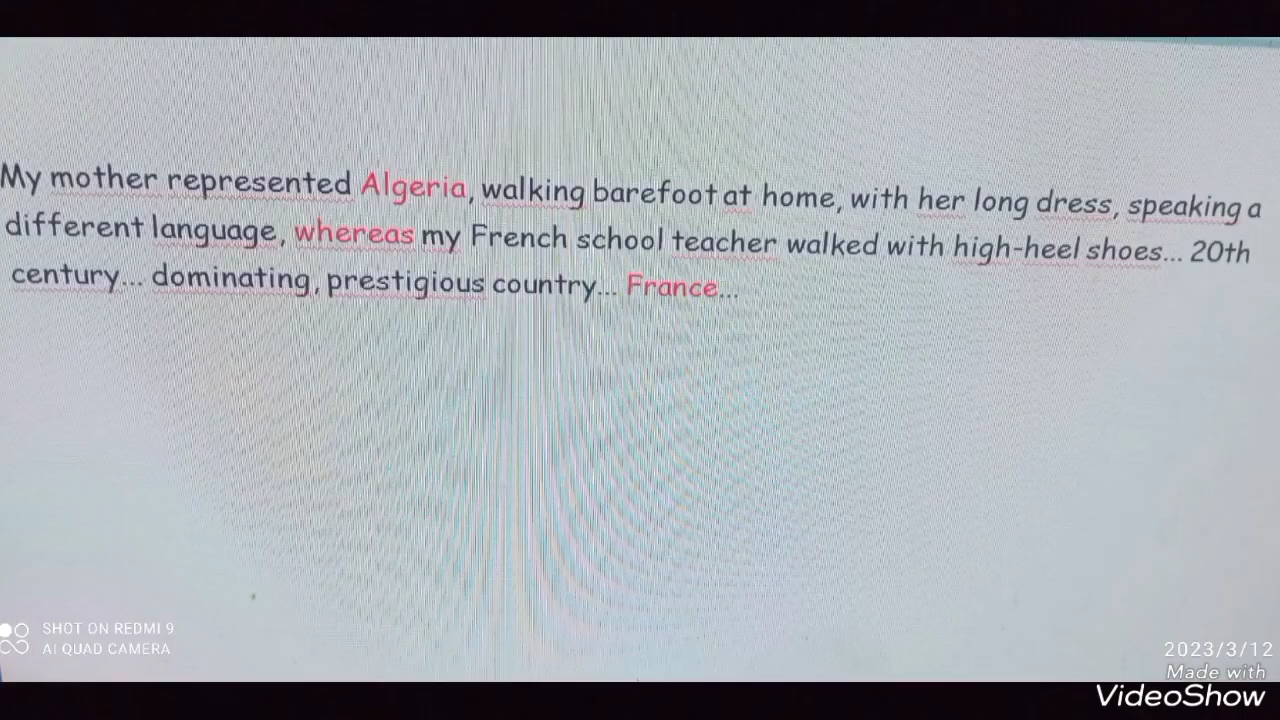 My mother represented Algeria, walking barefoot at home, with her long dress, speaking a
different language, whereas my French school teacher walked with high-heel shoes... 20th
century... dominating, prestigious country... France...
SHOT ON REDMI 9
AI QUAD CAMERA
2023/3/12
Made with
VideoShow